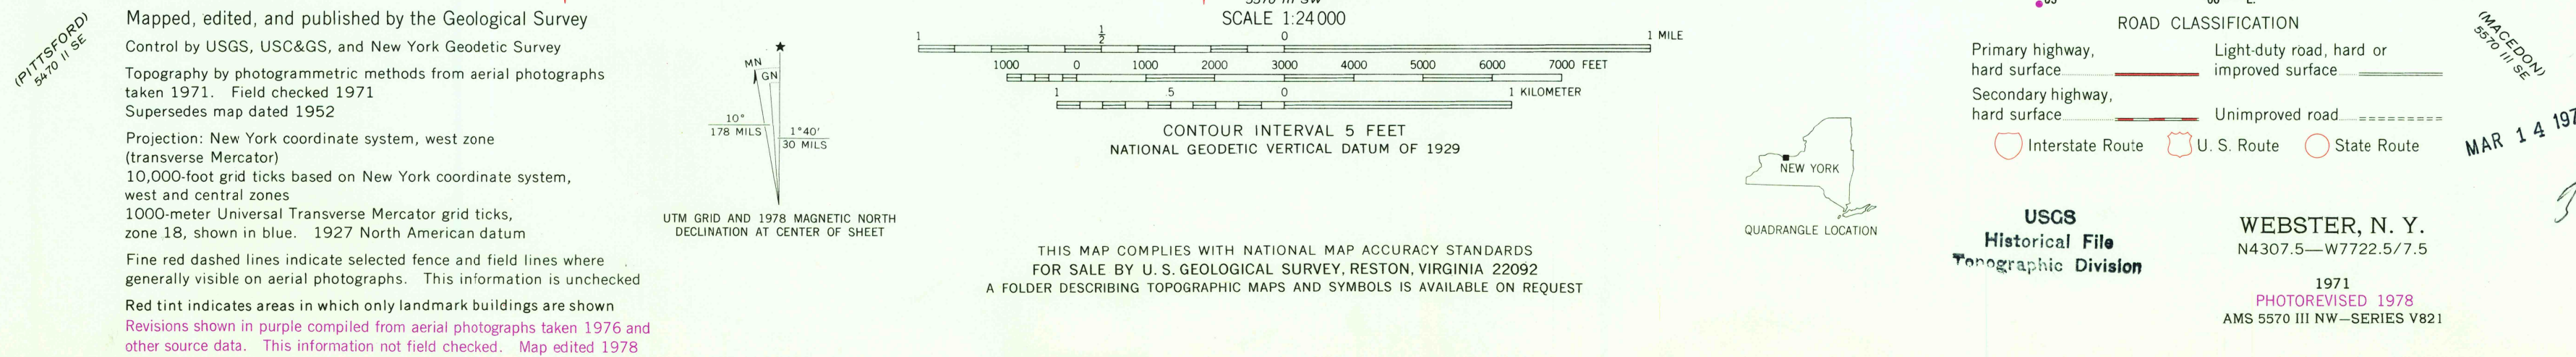 (PITTSFORD)
5470 II SE
Mapped, edited, and published by the Geological Survey
Control by USGS, USC&GS, and New York Geodetic Survey
Topography by photogrammetric methods from aerial photographs
taken 1971. Field checked 1971
Supersedes map dated 1952
Projection: New York coordinate system, west zone
(transverse Mercator)
10,000-foot grid ticks based on New York coordinate system,
west and central zones
1000-meter Universal Transverse Mercator grid ticks,
zone 18, shown in blue. 1927 North American datum
Fine red dashed lines indicate selected fence and field lines where
generally visible on aerial photographs. This information is unchecked
Red tint indicates areas in which only landmark buildings are shown
Revisions shown in purple compiled from aerial photographs taken 1976 and
other source data. This information not field checked. Map edited 1978
★
MN
GN
10°
178 MILS
1°40′
30 MILS
UTM GRID AND 1978 MAGNETIC NORTH
DECLINATION AT CENTER OF SHEET
SCALE 1:24 000
1 ½ 0 1 MILE
1000 0 1000 2000 3000 4000 5000 6000 7000 FEET
1 .5 0 1 KILOMETER
CONTOUR INTERVAL 5 FEET
NATIONAL GEODETIC VERTICAL DATUM OF 1929
THIS MAP COMPLIES WITH NATIONAL MAP ACCURACY STANDARDS
FOR SALE BY U. S. GEOLOGICAL SURVEY, RESTON, VIRGINIA 22092
A FOLDER DESCRIBING TOPOGRAPHIC MAPS AND SYMBOLS IS AVAILABLE ON REQUEST
NEW YORK
QUADRANGLE LOCATION
ROAD CLASSIFICATION
Primary highway,
hard surface
Light-duty road, hard or
improved surface
Secondary highway,
hard surface
Unimproved road
Interstate Route
U. S. Route
State Route
(MACEDON)
5570 III SE
MAR 14 197
USGS
Historical File
Topographic Division
WEBSTER, N. Y.
N4307.5—W7722.5/7.5
1971
PHOTOREVISED 1978
AMS 5570 III NW—SERIES V821